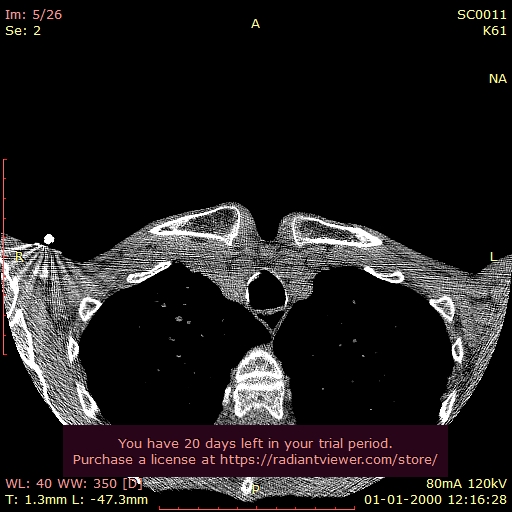 Im: 5/26
Se: 2
A
SC0011
K61
NA
R
L
You have 20 days left in your trial period.
Purchase a license at https://radiantviewer.com/store/
P
WL: 40 WW: 350 [D]
T: 1.3mm L: -47.3mm
80mA 120kV
01-01-2000 12:16:28